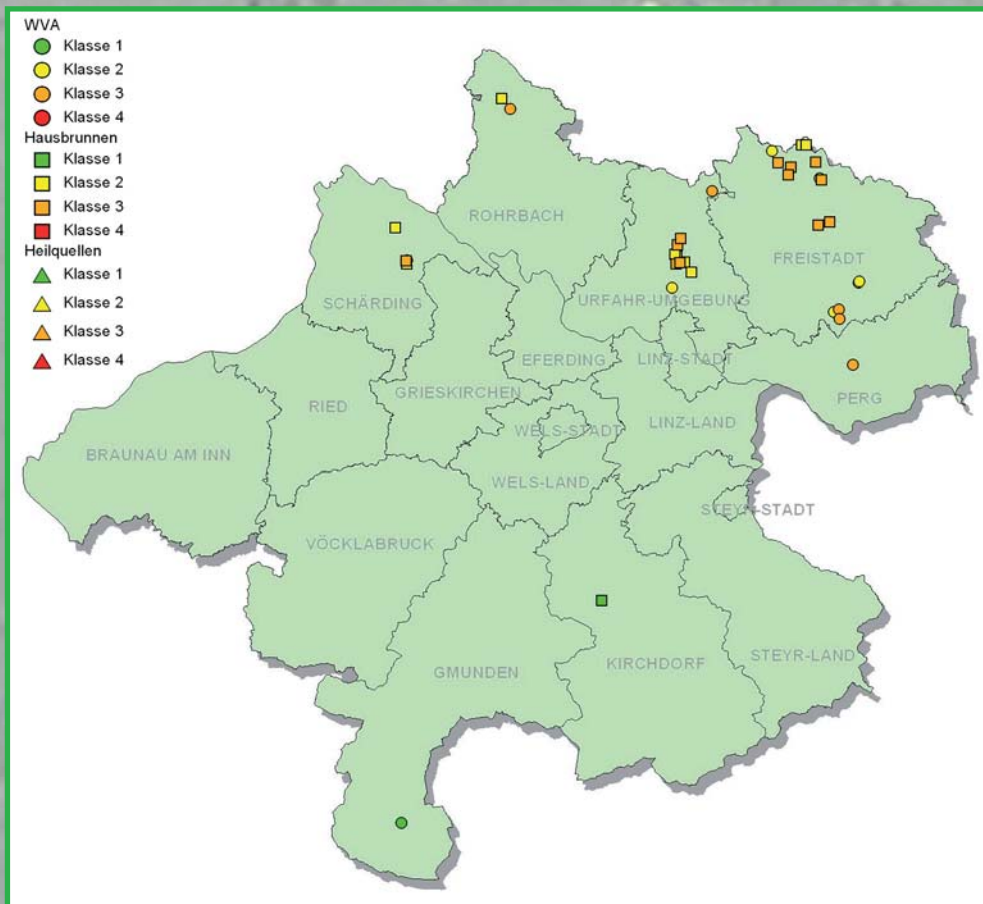 WVA
Klasse 1
Klasse 2
Klasse 3
Klasse 4
Hausbrunnen
Klasse 1
Klasse 2
Klasse 3
Klasse 4
Heilquellen
Klasse 1
Klasse 2
Klasse 3
Klasse 4
ROHRBACH
FREISTADT
SCHÄRDING
URFAHR-UMGEBUNG
EFERDING
LINZ-STADT
GRIESKIRCHEN
PERG
RIED
WELS-STADT
LINZ-LAND
BRAUNAU AM INN
WELS-LAND
STEYR-STADT
VÖCKLABRUCK
STEYR-LAND
KIRCHDORF
GMUNDEN